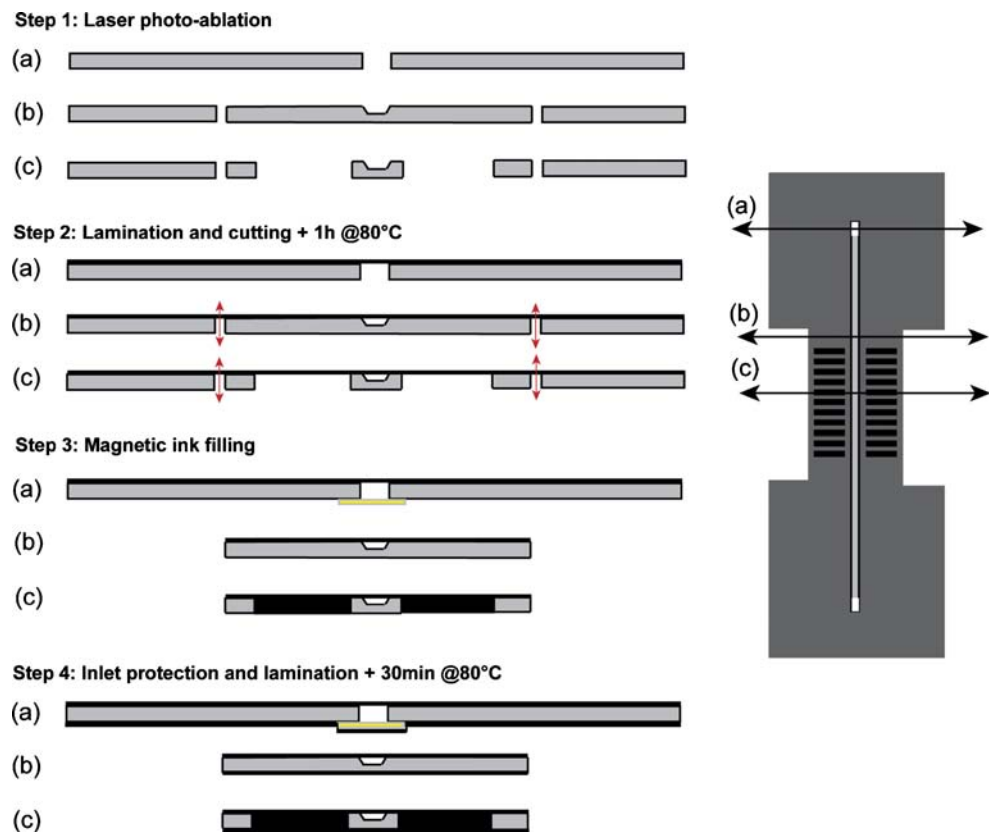 Step 1: Laser photo-ablation
(a)
(b)
(c)
Step 2: Lamination and cutting + 1h @80°C
(a)
(b)
(c)
Step 3: Magnetic ink filling
(a)
(b)
(c)
Step 4: Inlet protection and lamination + 30min @80°C
(a)
(b)
(c)
(a)
(b)
(c)